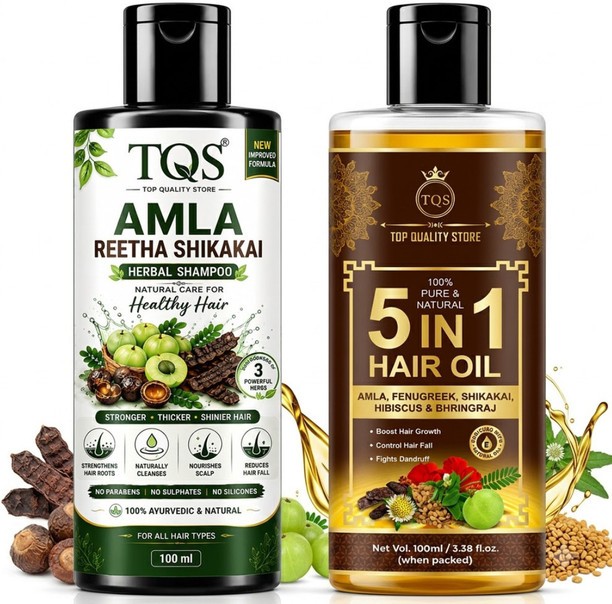 TQS®
TOP QUALITY STORE
NEW
IMPROVED
FORMULA
AMLA
REETHA SHIKAKAI
HERBAL SHAMPOO
NATURAL CARE FOR
Healthy Hair
3
POWERFUL
HERBS
STRONGER • THICKER • SHINIER HAIR
STRENGTHENS
HAIR ROOTS
NATURALLY
CLEANSES
NOURISHES
SCALP
REDUCES
HAIR FALL
NO PARABENS | NO SULPHATES | NO SILICONES
100% AYURVEDIC & NATURAL
FOR ALL HAIR TYPES
100 ml
TQS
TOP QUALITY STORE
100%
PURE &
NATURAL
5 IN 1
HAIR OIL
AMLA, FENUGREEK, SHIKAKAI,
HIBISCUS & BHRINGRAJ
• Boost Hair Growth
• Control Hair Fall
• Fights Dandruff
Net Vol. 100ml / 3.38 fl.oz.
(when packed)